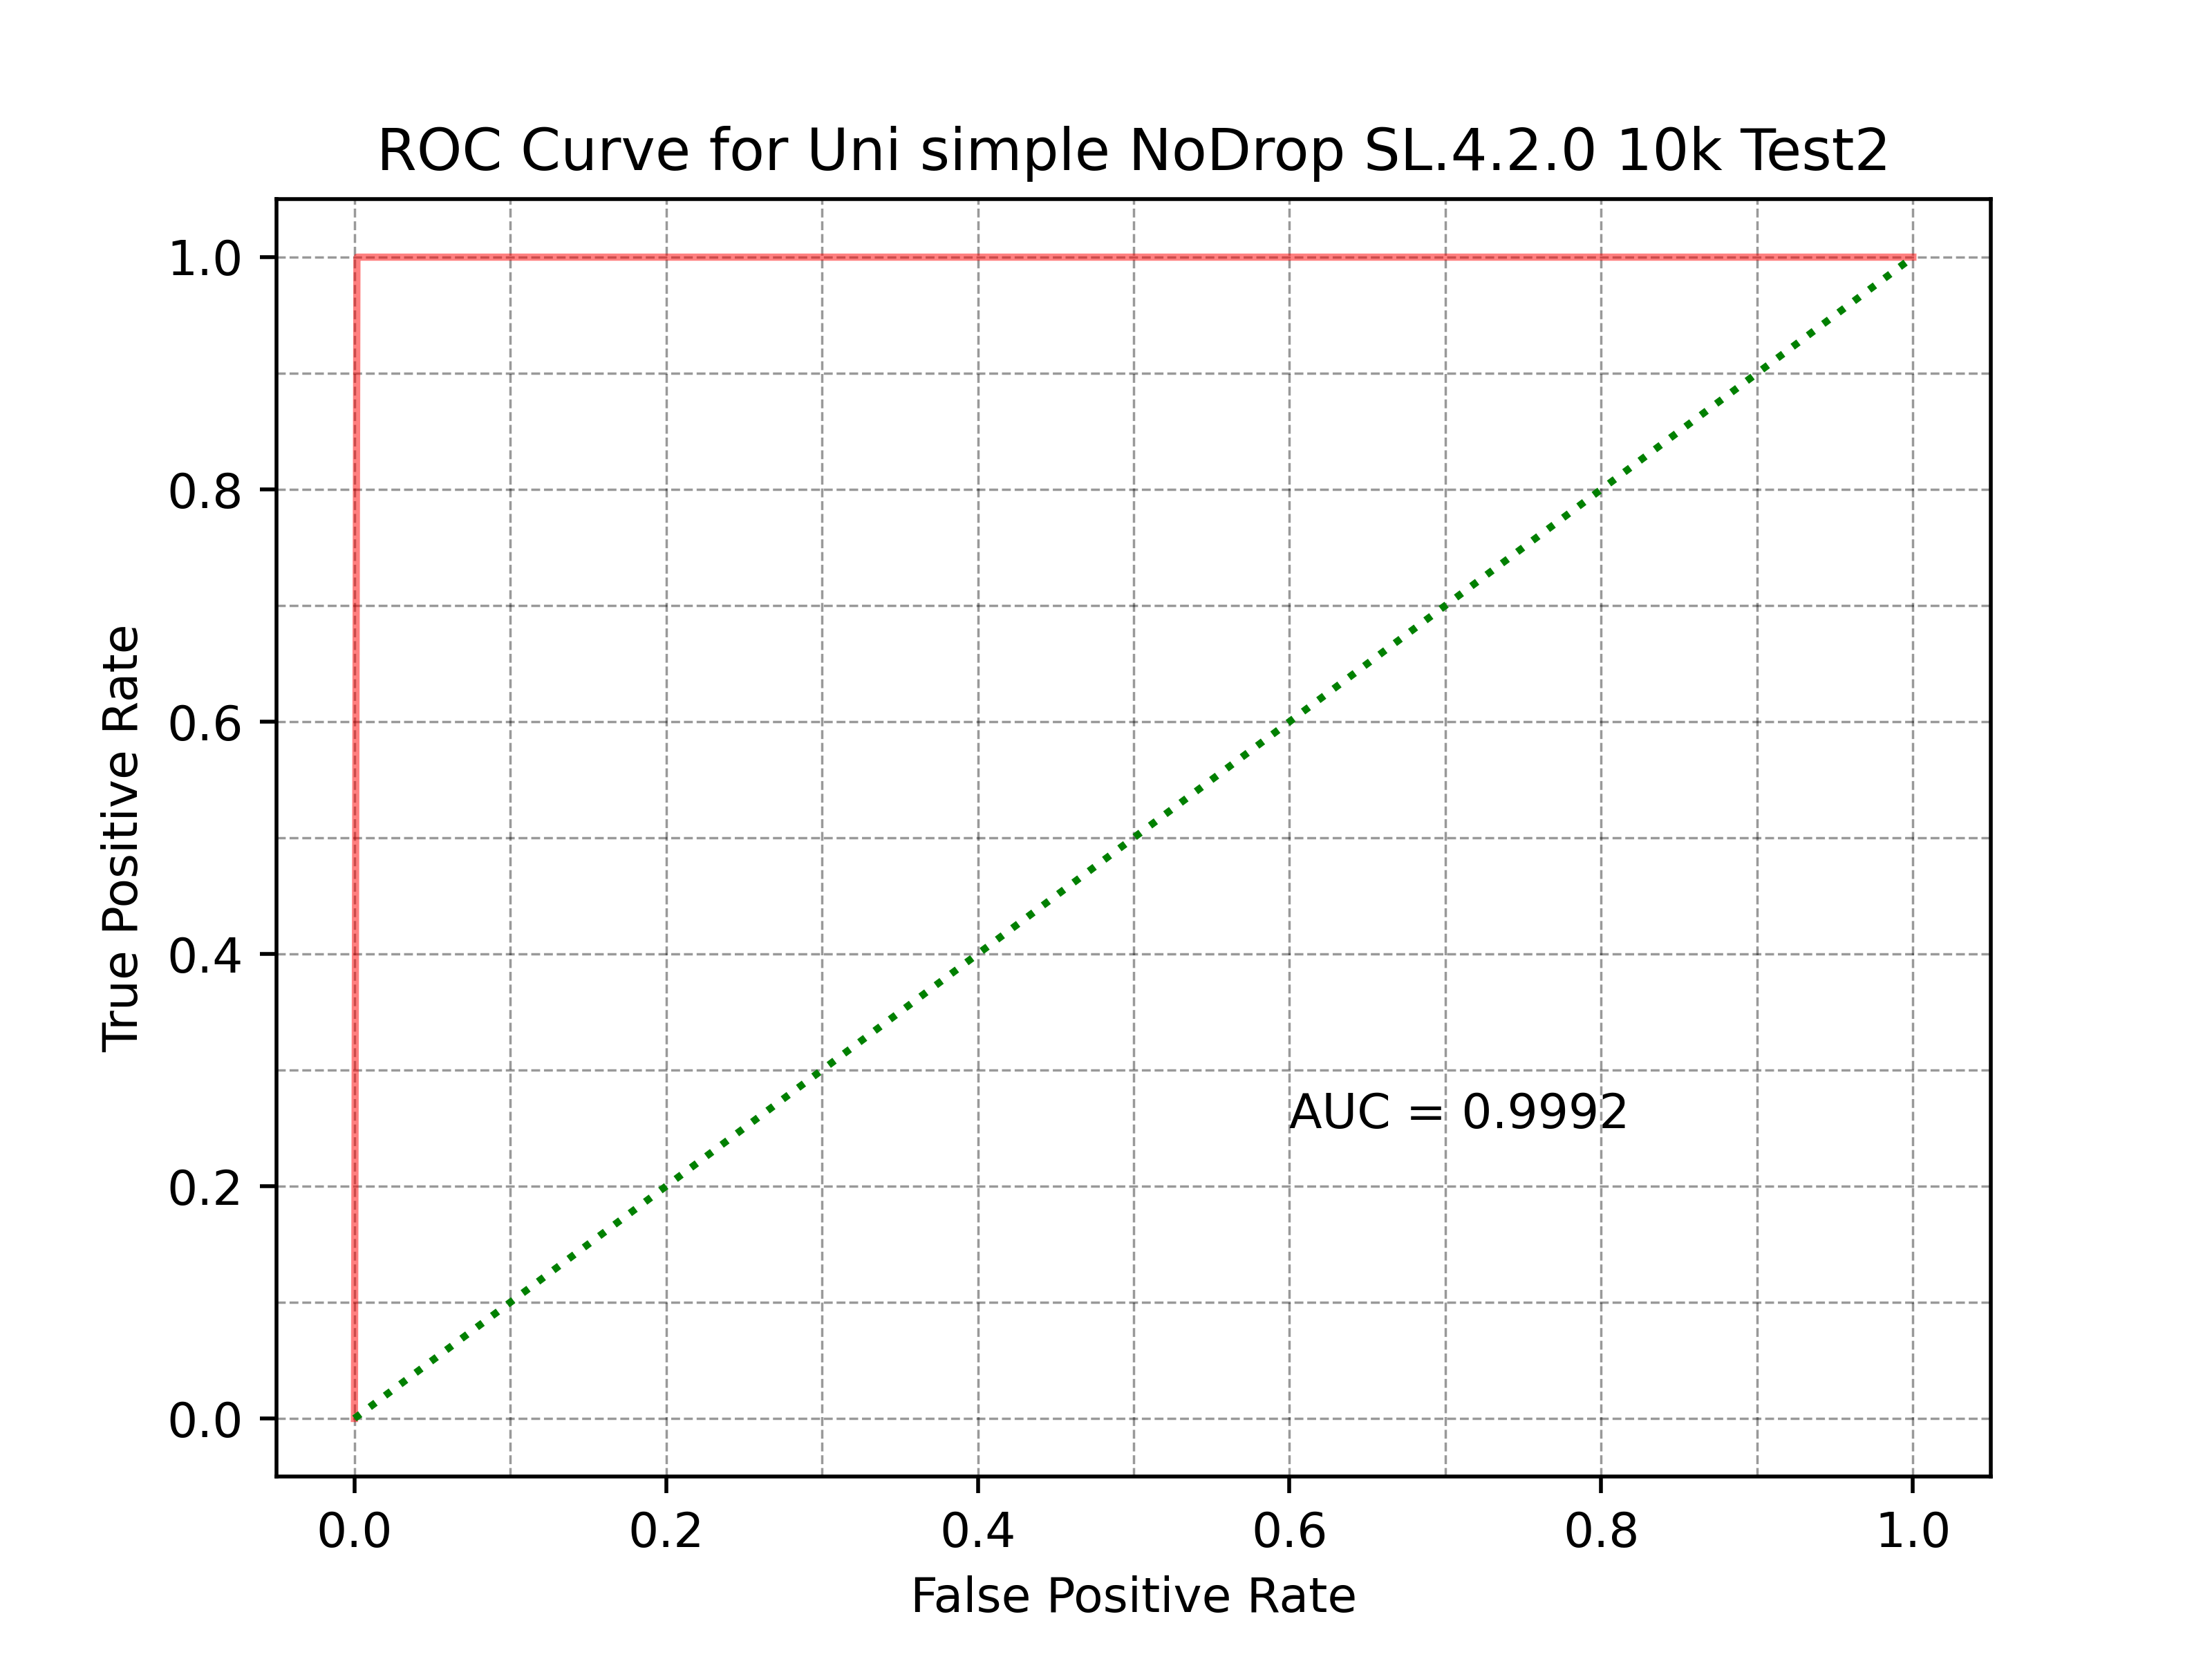 ROC Curve for Uni simple NoDrop SL.4.2.0 10k Test2
True Positive Rate
1.0
0.8
0.6
0.4
0.2
0.0
AUC = 0.9992
0.0 0.2 0.4 0.6 0.8 1.0
False Positive Rate